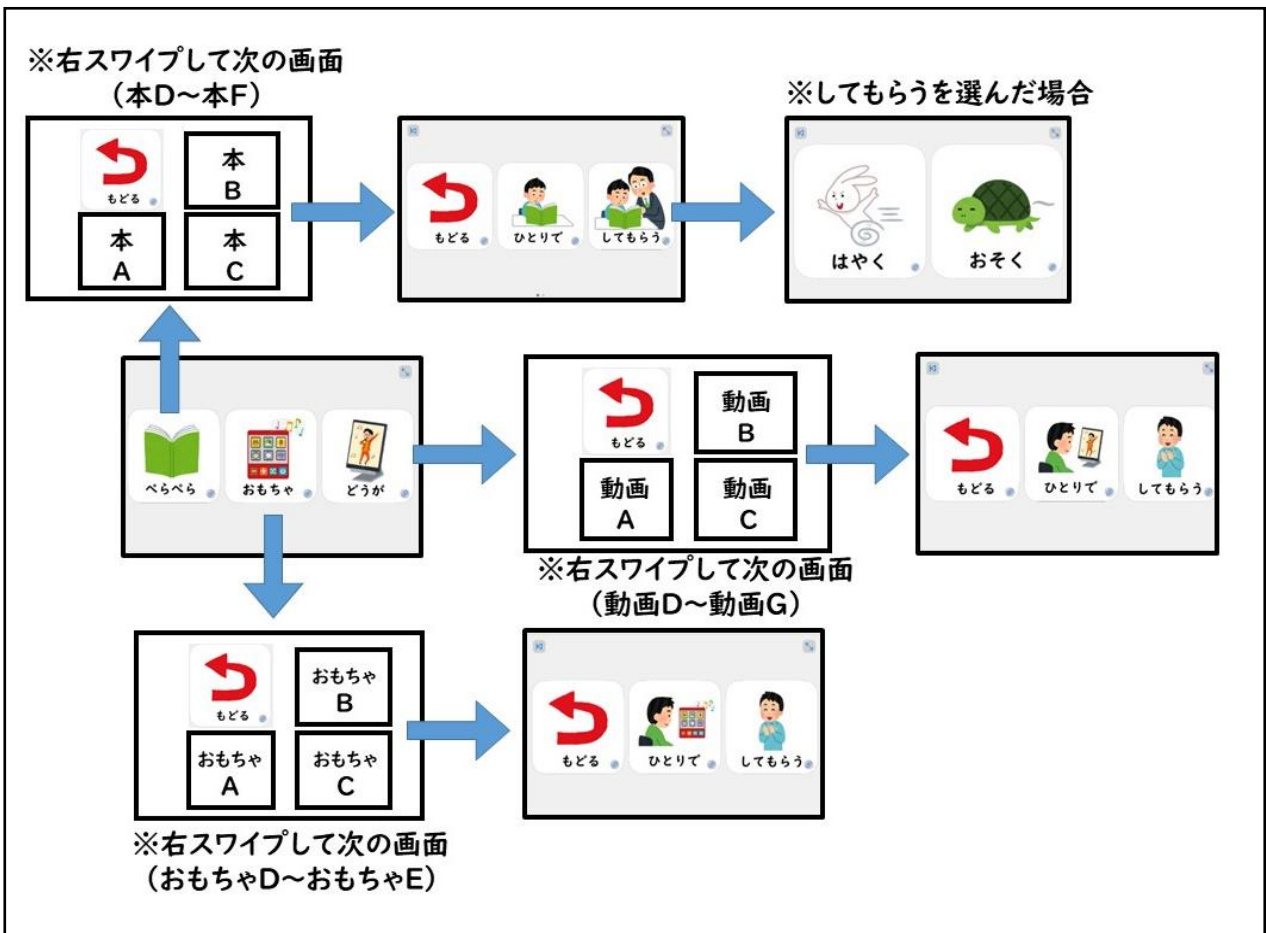 ※右スワイプして次の画面
(本D~本F)
もどる
本
B
本
A
本
C
もどる
ひとりで
してもらう
※してもらうを選んだ場合
はやく
おそく
ぺらぺら
おもちゃ
どうが
もどる
動画
B
動画
A
動画
C
※右スワイプして次の画面
(動画D~動画G)
もどる
ひとりで
してもらう
もどる
おもちゃ
B
おもちゃ
A
おもちゃ
C
※右スワイプして次の画面
(おもちゃD~おもちゃE)
もどる
ひとりで
してもらう